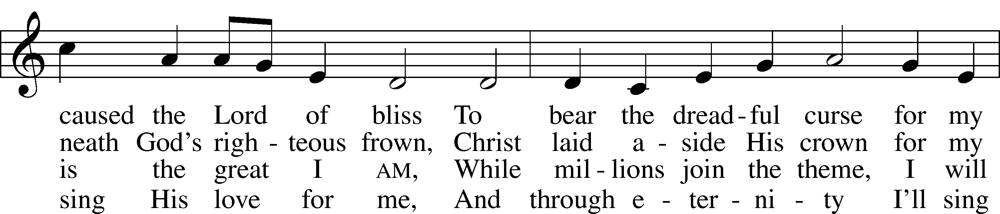 caused the Lord of bliss To bear the dread - ful curse for my
neath God's righ - teous frown, Christ laid a - side His crown for my
is the great I AM, While mil - lions join the theme, I will
sing His love for me, And through e - ter - ni - ty I'll sing